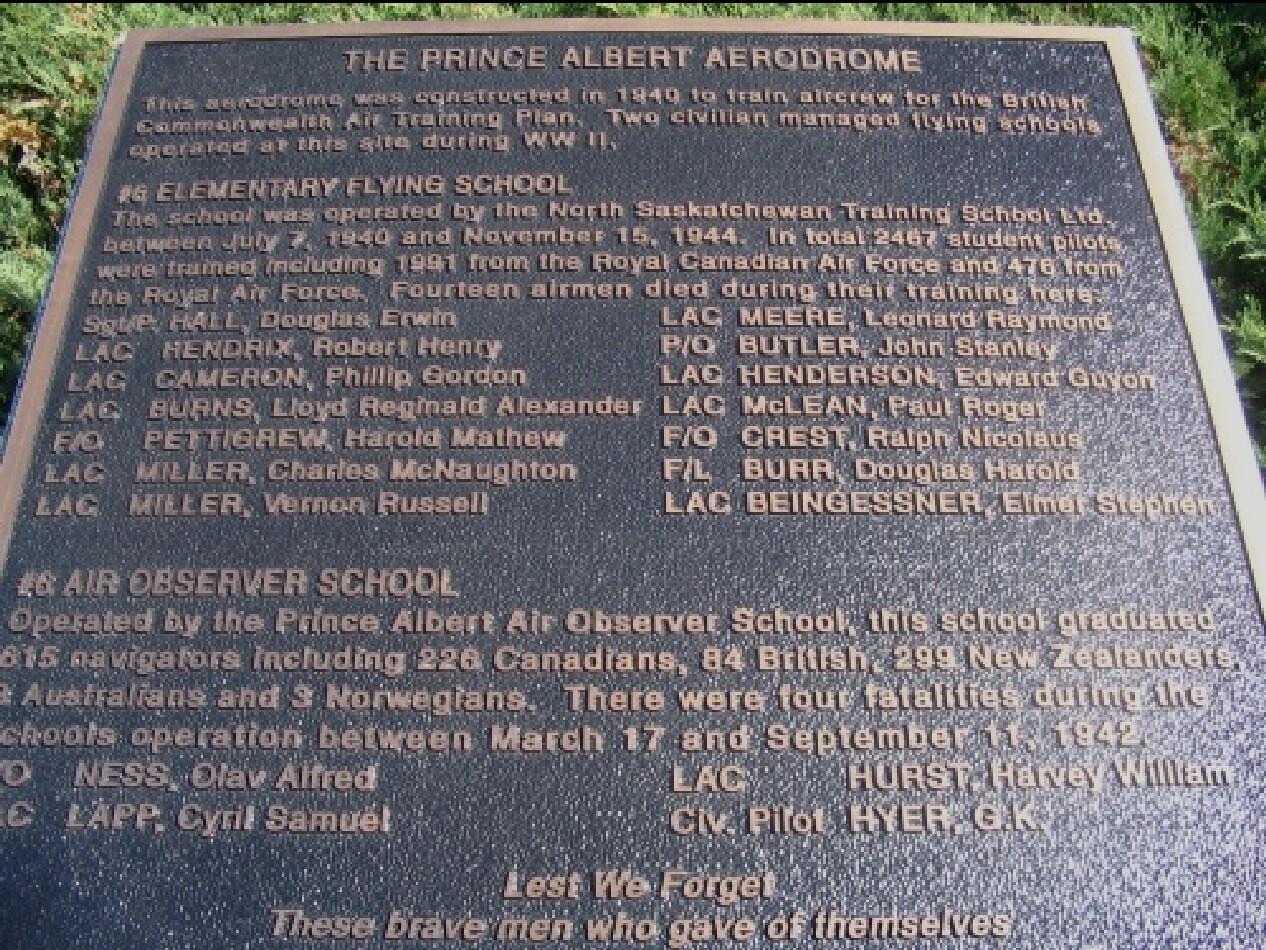 THE PRINCE ALBERT AERODROME
This aerodrome was constructed in 1940 to train aircrew for the British
Commonwealth Air Training Plan. Two civilian managed flying schools
operated at this site during WW II.
#6 ELEMENTARY FLYING SCHOOL
The school was operated by the North Saskatchewan Training School Ltd.
between July 7, 1940 and November 15, 1944. In total 2467 student pilots
were trained including 1991 from the Royal Canadian Air Force and 476 from
the Royal Air Force. Fourteen airmen died during their training here:
Sgt/P. HALL, Douglas Erwin LAC MEERE, Leonard Raymond
LAC HENDRIX, Robert Henry P/O BUTLER, John Stanley
LAC CAMERON, Phillip Gordon LAC HENDERSON, Edward Guyon
LAC BURNS, Lloyd Reginald Alexander LAC McLEAN, Paul Roger
F/O PETTIGREW, Harold Mathew F/O CREST, Ralph Nicolaus
LAC MILLER, Charles McNaughton F/L BURR, Douglas Harold
LAC MILLER, Vernon Russell LAC BEINGESSNER, Elmer Stephen
#6 AIR OBSERVER SCHOOL
Operated by the Prince Albert Air Observer School, this school graduated
615 navigators including 226 Canadians, 84 British, 299 New Zealanders,
Australians and 3 Norwegians. There were four fatalities during the
chools operation between March 17 and September 11, 1942.
/O NESS, Olav Alfred LAC HURST, Harvey William
C LAPP, Cyril Samuel Civ. Pilot HYER, G.K.
Lest We Forget
These brave men who gave of themselves